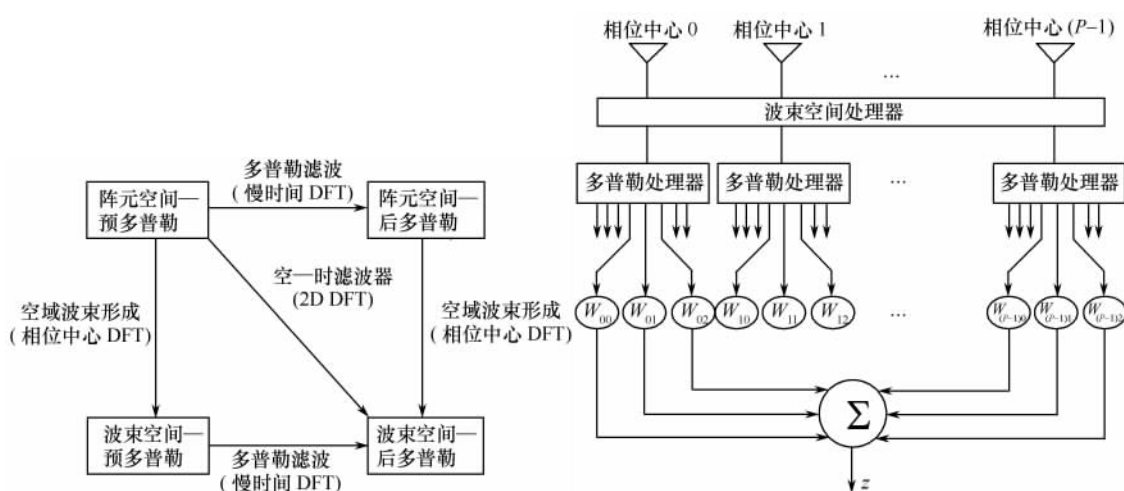 多普勒滤波
( 慢时间 DFT)
阵元空间—
预多普勒
阵元空间—
后多普勒
空—时滤波器
(2D DFT)
空域波束形成
( 相位中心 DFT)
空域波束形成
( 相位中心 DFT)
波束空间—
预多普勒
波束空间—
后多普勒
多普勒滤波
(慢时间 DFT)
相位中心 0
相位中心 1
相位中心 (P−1)
...
波束空间处理器
多普勒处理器
多普勒处理器
...
多普勒处理器
W00
W01
W02
W10
W11
W12
...
W(P−1)0
W(P−1)1
W(P−1)2
Σ
z